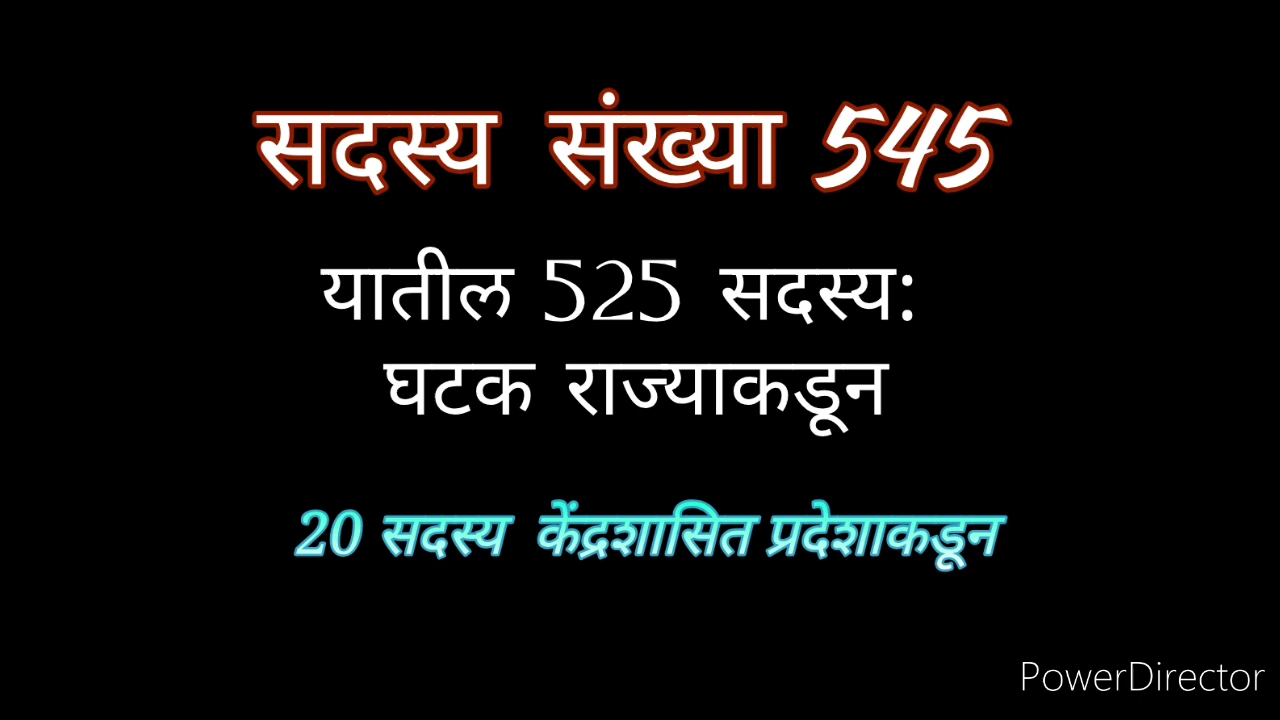 सदस्य संख्या 545
यातील 525 सदस्य:
घटक राज्याकडून
20 सदस्य केंद्रशासित प्रदेशाकडून
PowerDirector